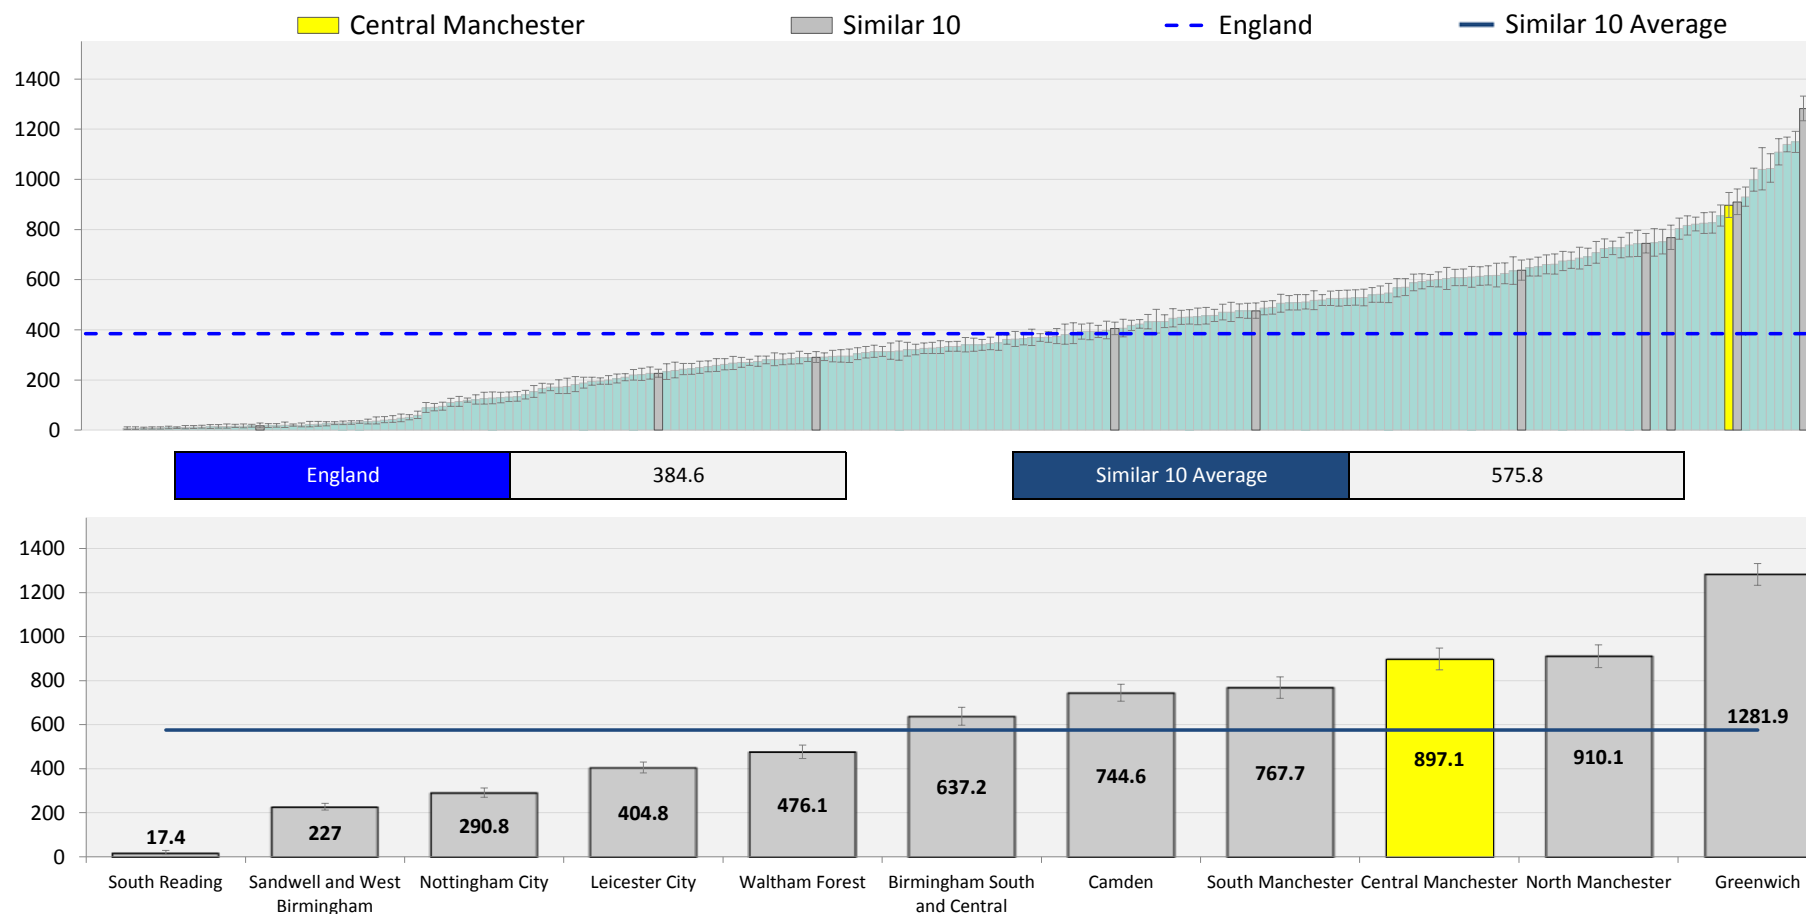 Central Manchester
Similar 10
England
Similar 10 Average
1400
1200
1000
800
600
400
200
0
England
384.6
Similar 10 Average
575.8
1400
1200
1000
800
600
400
200
0
17.4
227
290.8
404.8
476.1
637.2
744.6
767.7
897.1
910.1
1281.9
South Reading
Sandwell and West
Birmingham
Nottingham City
Leicester City
Waltham Forest
Birmingham South
and Central
Camden
South Manchester
Central Manchester
North Manchester
Greenwich